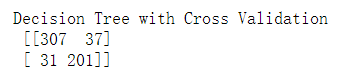 Decision Tree with Cross Validation
[[307  37]
[ 31 201]]